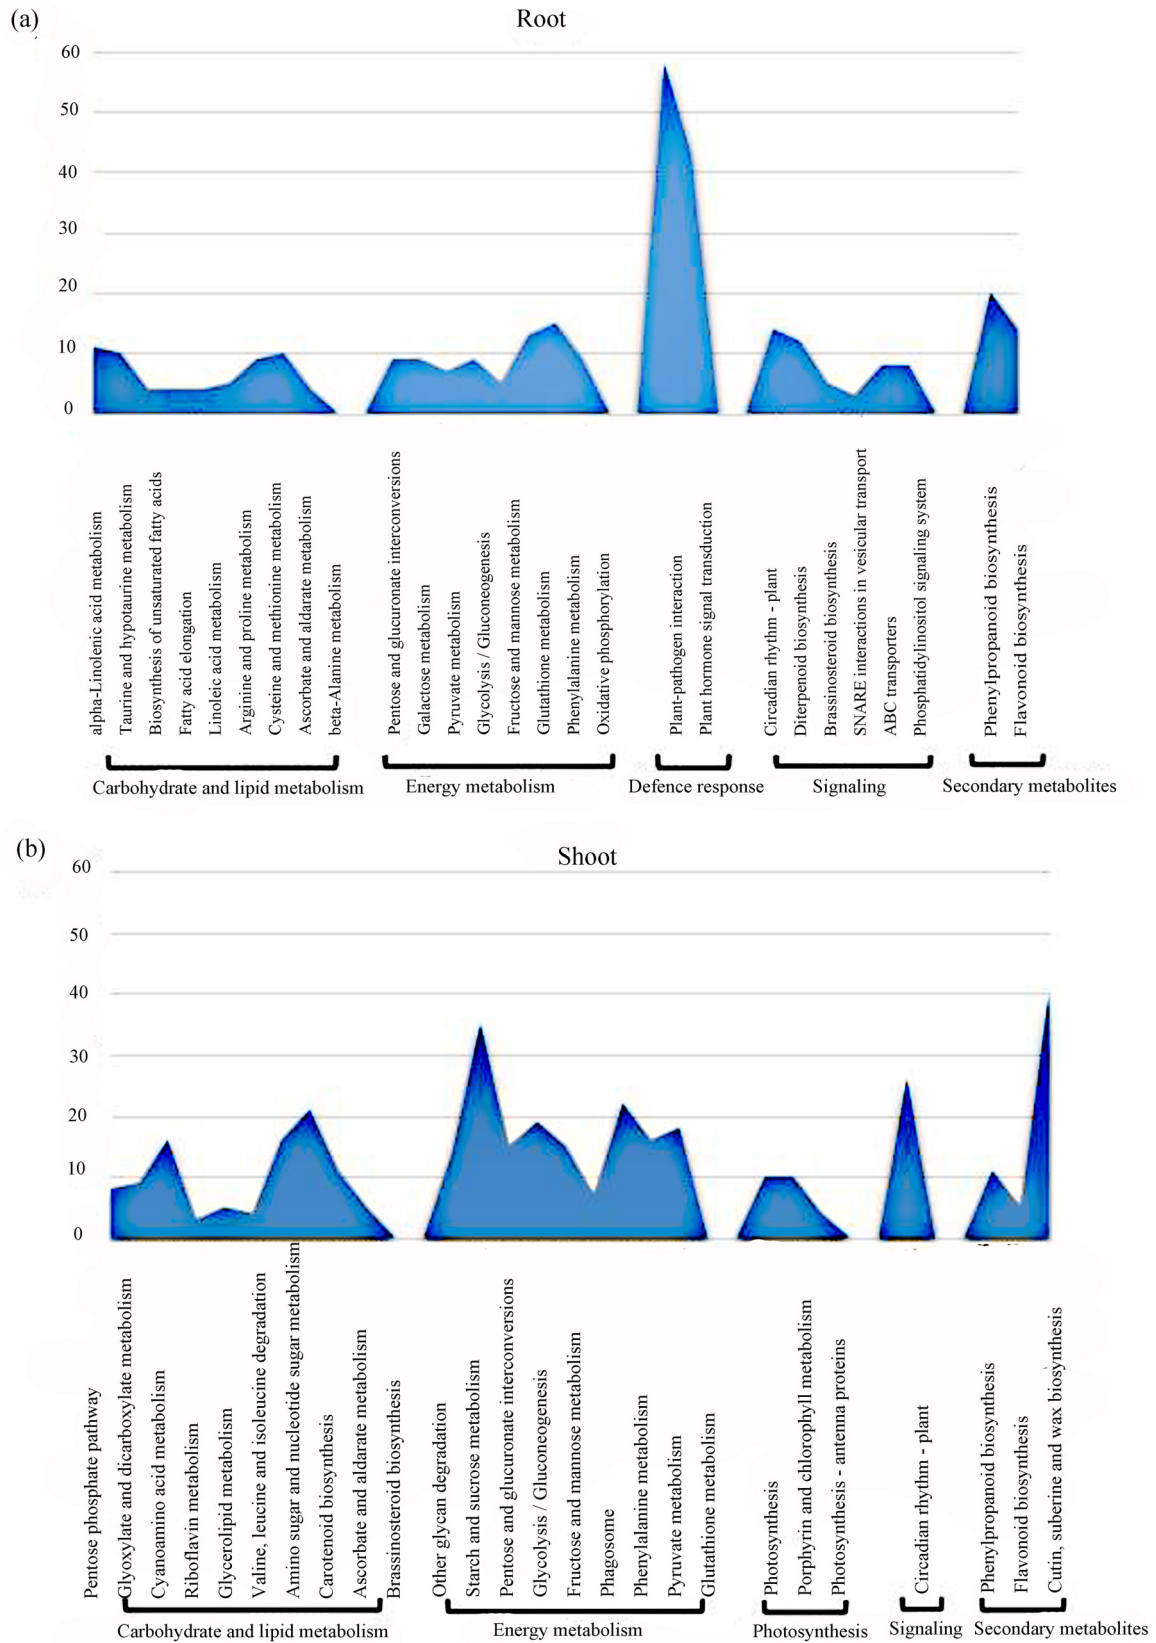 (a)
Root
60
50
40
30
20
10
0
alpha-Linolenic acid metabolism
Taurine and hypotaurine metabolism
Biosynthesis of unsaturated fatty acids
Fatty acid elongation
Linoleic acid metabolism
Arginine and proline metabolism
Cysteine and methionine metabolism
Ascorbate and aldarate metabolism
beta-Alanine metabolism
Pentose and glucuronate interconversions
Galactose metabolism
Pyruvate metabolism
Glycolysis / Gluconeogenesis
Fructose and mannose metabolism
Glutathione metabolism
Phenylalanine metabolism
Oxidative phosphorylation
Plant-pathogen interaction
Plant hormone signal transduction
Circadian rhythm - plant
Diterpenoid biosynthesis
Brassinosteroid biosynthesis
SNARE interactions in vesicular transport
ABC transporters
Phosphatidylinositol signaling system
Phenylpropanoid biosynthesis
Flavonoid biosynthesis
Carbohydrate and lipid metabolism
Energy metabolism
Defence response
Signaling
Secondary metabolites
(b)
Shoot
60
50
40
30
20
10
0
Pentose phosphate pathway
Glyoxylate and dicarboxylate metabolism
Cyanoamino acid metabolism
Riboflavin metabolism
Glycerolipid metabolism
Valine, leucine and isoleucine degradation
Amino sugar and nucleotide sugar metabolism
Carotenoid biosynthesis
Ascorbate and aldarate metabolism
Brassinosteroid biosynthesis
Other glycan degradation
Starch and sucrose metabolism
Pentose and glucuronate interconversions
Glycolysis / Gluconeogenesis
Fructose and mannose metabolism
Phagosome
Phenylalanine metabolism
Pyruvate metabolism
Glutathione metabolism
Photosynthesis
Porphyrin and chlorophyll metabolism
Photosynthesis - antenna proteins
Circadian rhythm - plant
Phenylpropanoid biosynthesis
Flavonoid biosynthesis
Cutin, suberine and wax biosynthesis
Carbohydrate and lipid metabolism
Energy metabolism
Photosynthesis
Signaling
Secondary metabolites